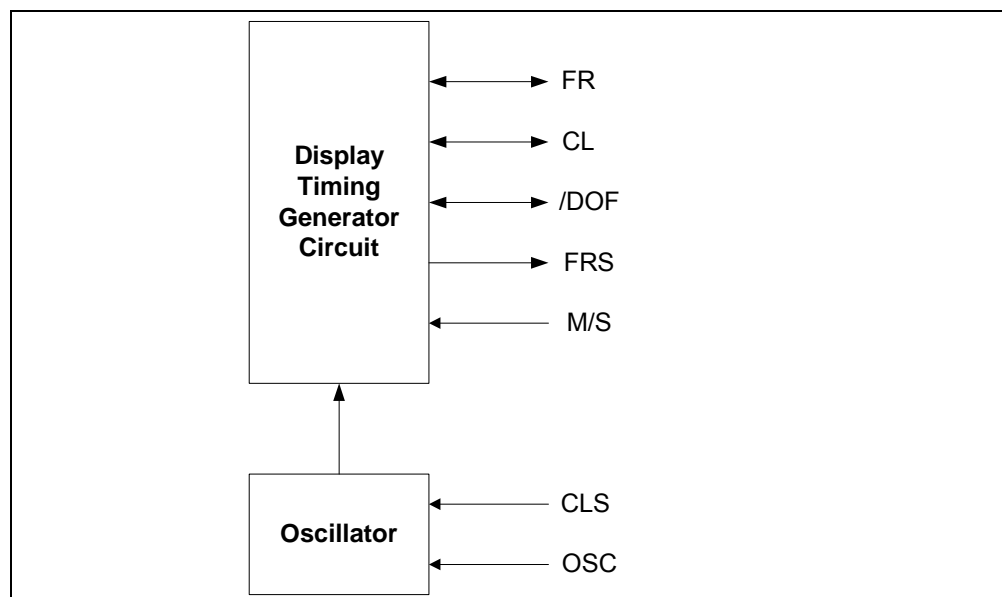 Display
Timing
Generator
Circuit
FR
CL
/DOF
FRS
M/S
Oscillator
CLS
OSC